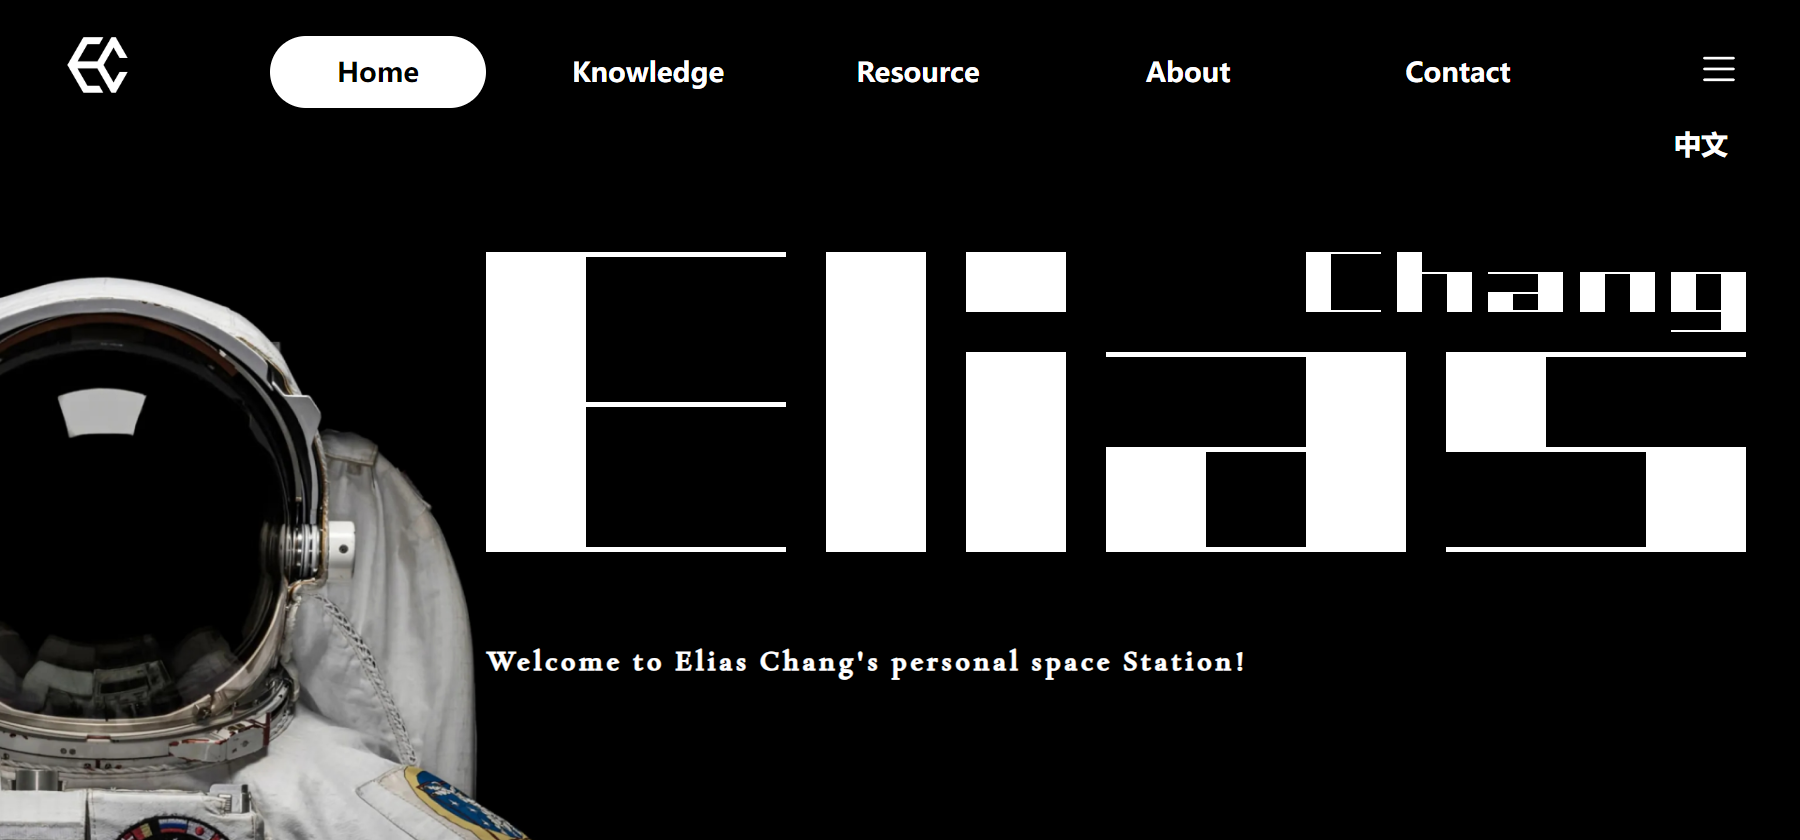 Home Knowledge Resource About Contact
中文
Chang
Elias
Welcome to Elias Chang's personal space Station!